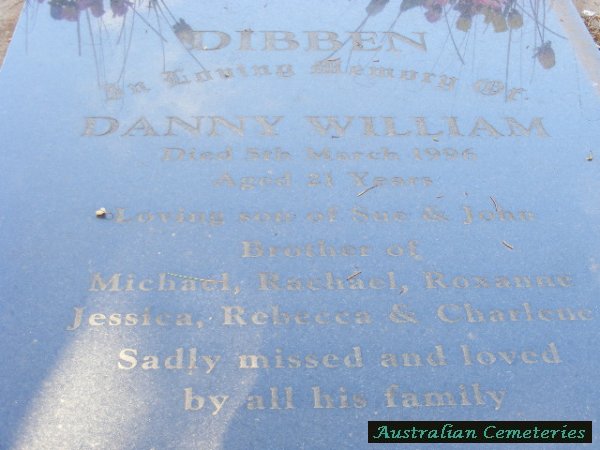 DIBBEN
In Loving Memory Of
DANNY WILLIAM
Died 5th March 1996
Aged 21 Years
Loving son of Sue & John
Brother of
Michael, Rachael, Roxanne
Jessica, Rebecca & Charlene
Sadly missed and loved
by all his family
Australian Cemeteries